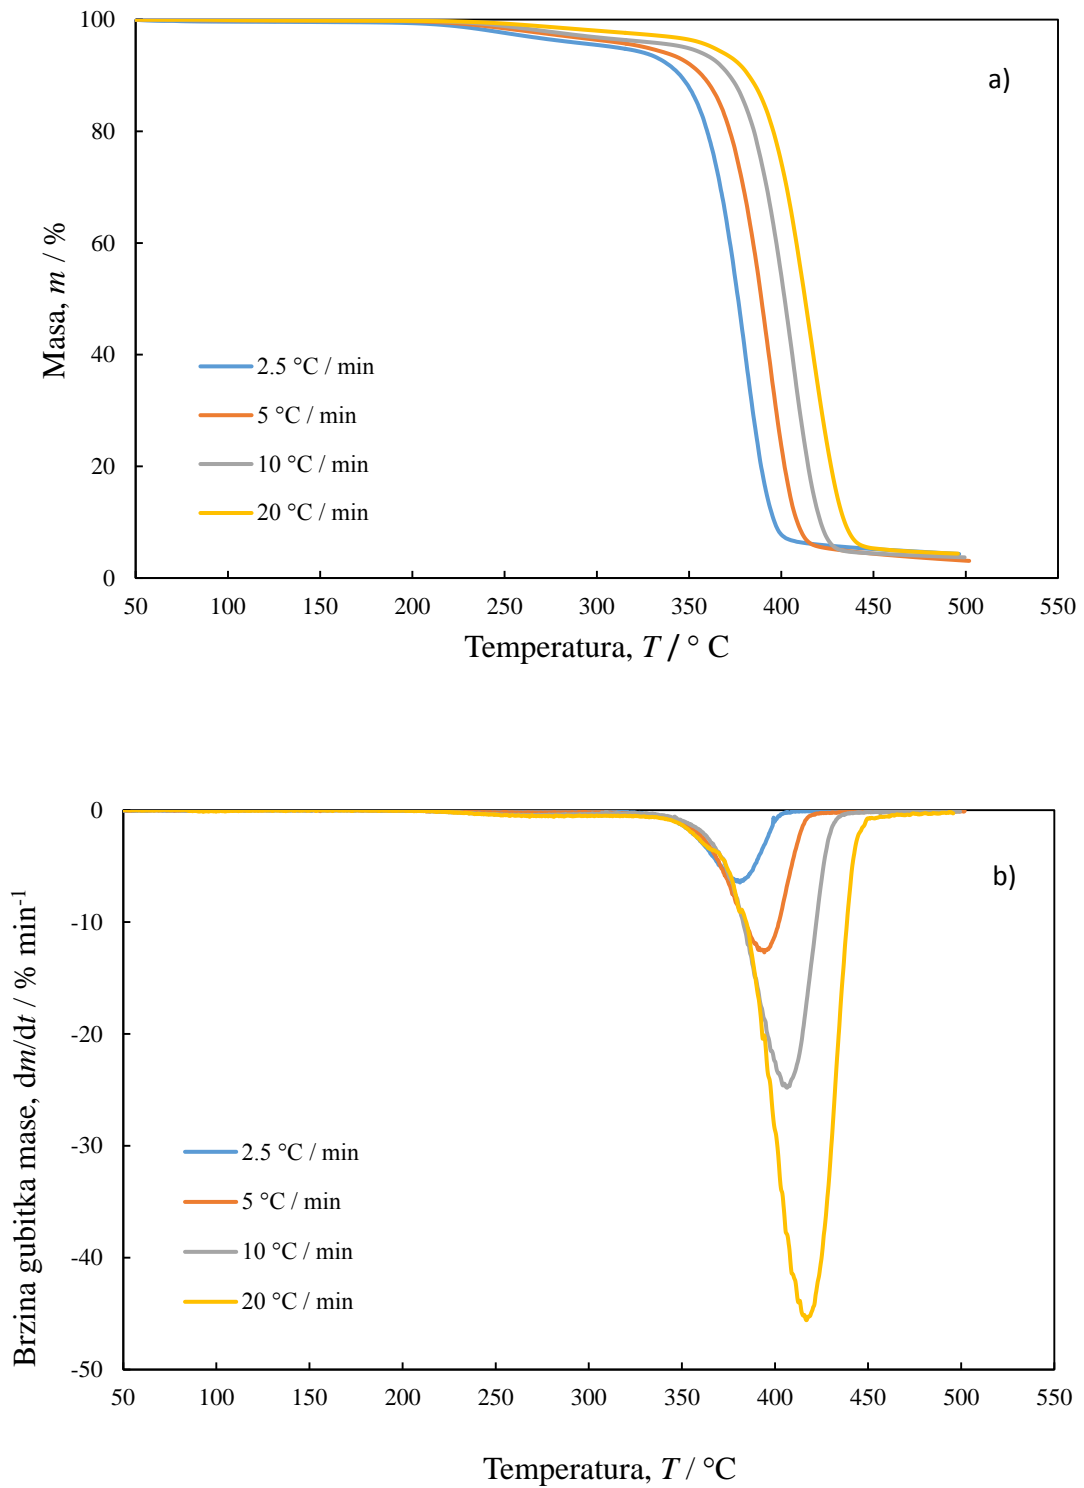 100
80
60
40
20
0
Masa, m / %
a)
2.5 °C / min
5 °C / min
10 °C / min
20 °C / min
50 100 150 200 250 300 350 400 450 500 550
Temperatura, T / ° C
0
-10
-20
-30
-40
-50
Brzina gubitka mase, dm/dt / % min⁻¹
b)
2.5 °C / min
5 °C / min
10 °C / min
20 °C / min
50 100 150 200 250 300 350 400 450 500 550
Temperatura, T / °C